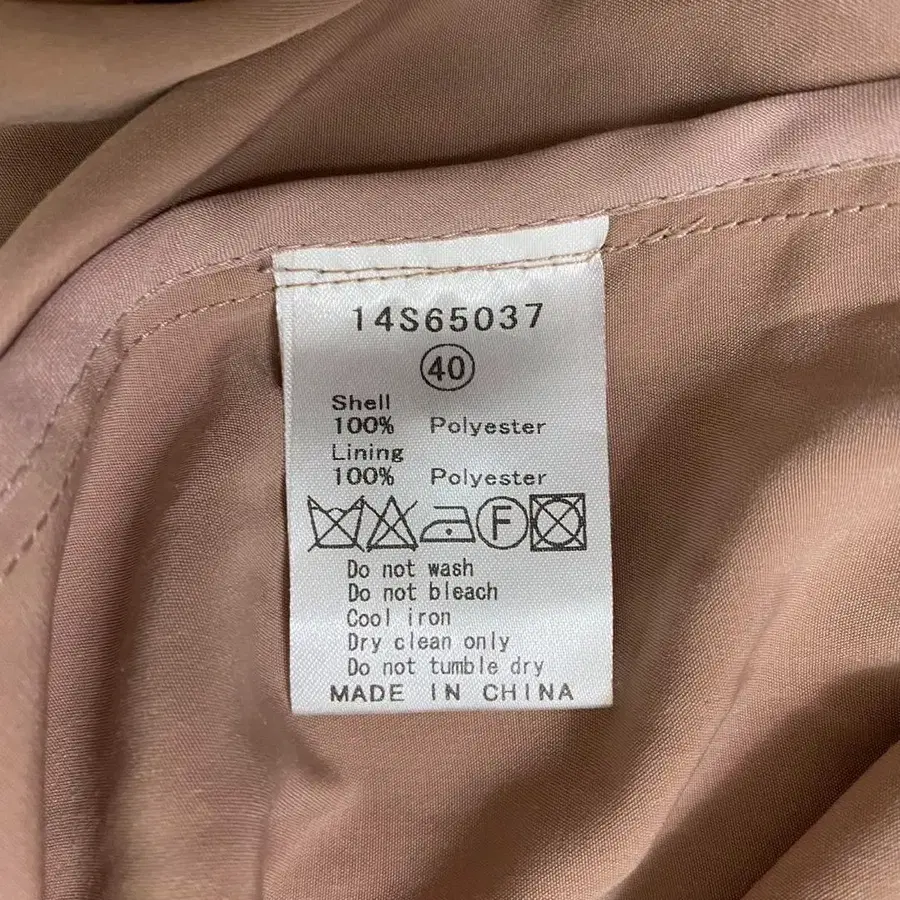 14S65037
40
Shell
100% Polyester
Lining
100% Polyester
F
Do not wash
Do not bleach
Cool iron
Dry clean only
Do not tumble dry
MADE IN CHINA